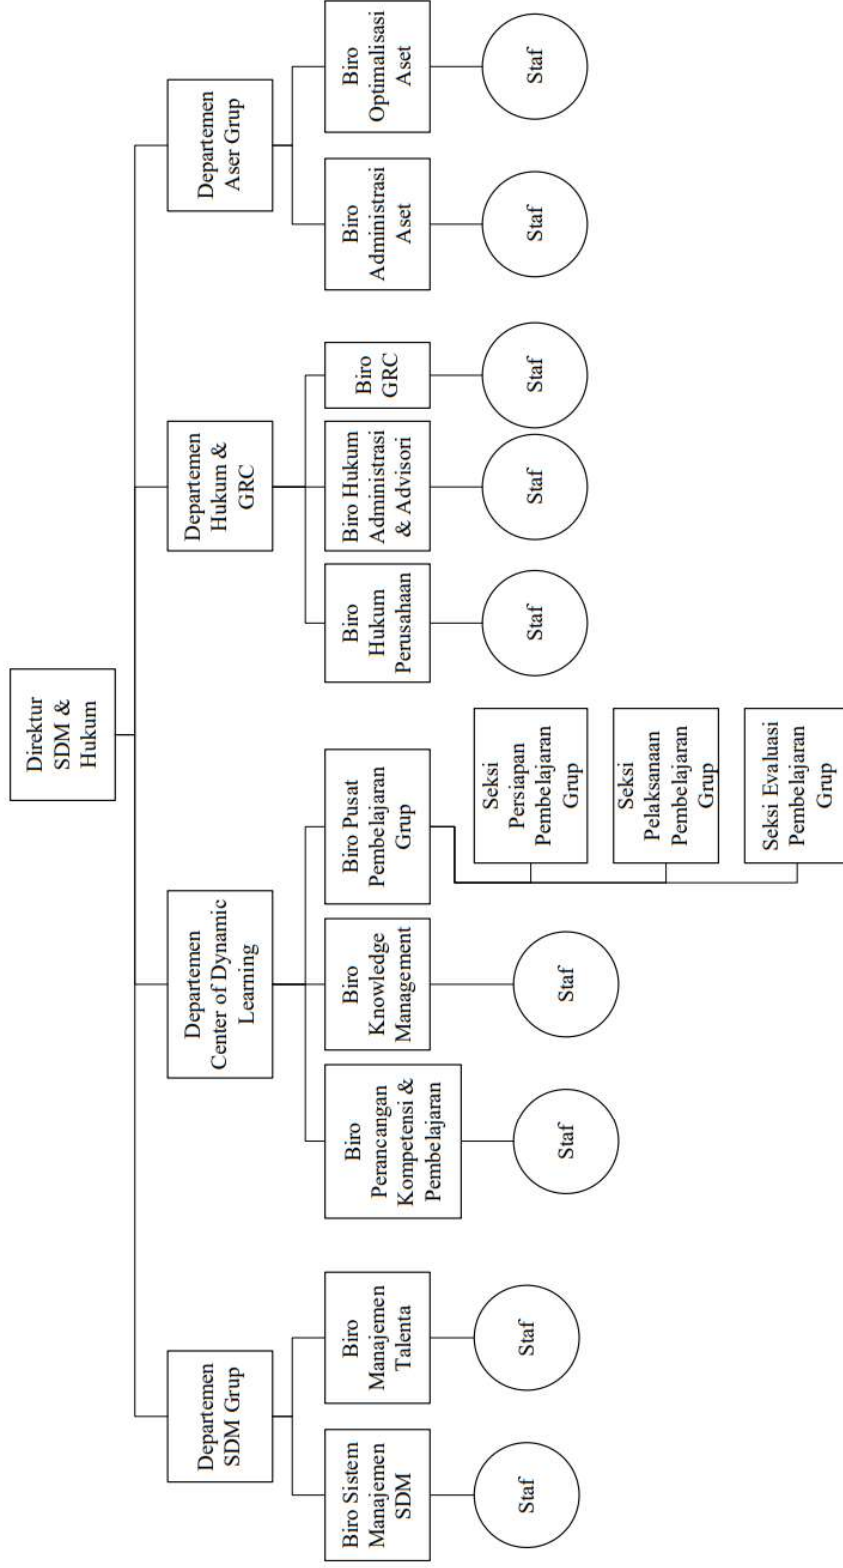 Direktur
SDM &
Hukum
Departemen
SDM Grup
Departemen
Center of Dynamic
Learning
Departemen
Hukum &
GRC
Departemen
Aser Grup
Biro Sistem
Manajemen
SDM
Biro
Manajemen
Talenta
Biro
Perancangan
Kompetensi &
Pembelajaran
Biro
Knowledge
Management
Biro Pusat
Pembelajaran
Grup
Biro
Hukum
Perusahaan
Biro Hukum
Administrasi
& Advisori
Biro
GRC
Biro
Administrasi
Aset
Biro
Optimalisasi
Aset
Staf
Staf
Staf
Staf
Seksi
Persiapan
Pembelajaran
Grup
Seksi
Pelaksanaan
Pembelajaran
Grup
Seksi Evaluasi
Pembelajaran
Grup
Staf
Staf
Staf
Staf
Staf